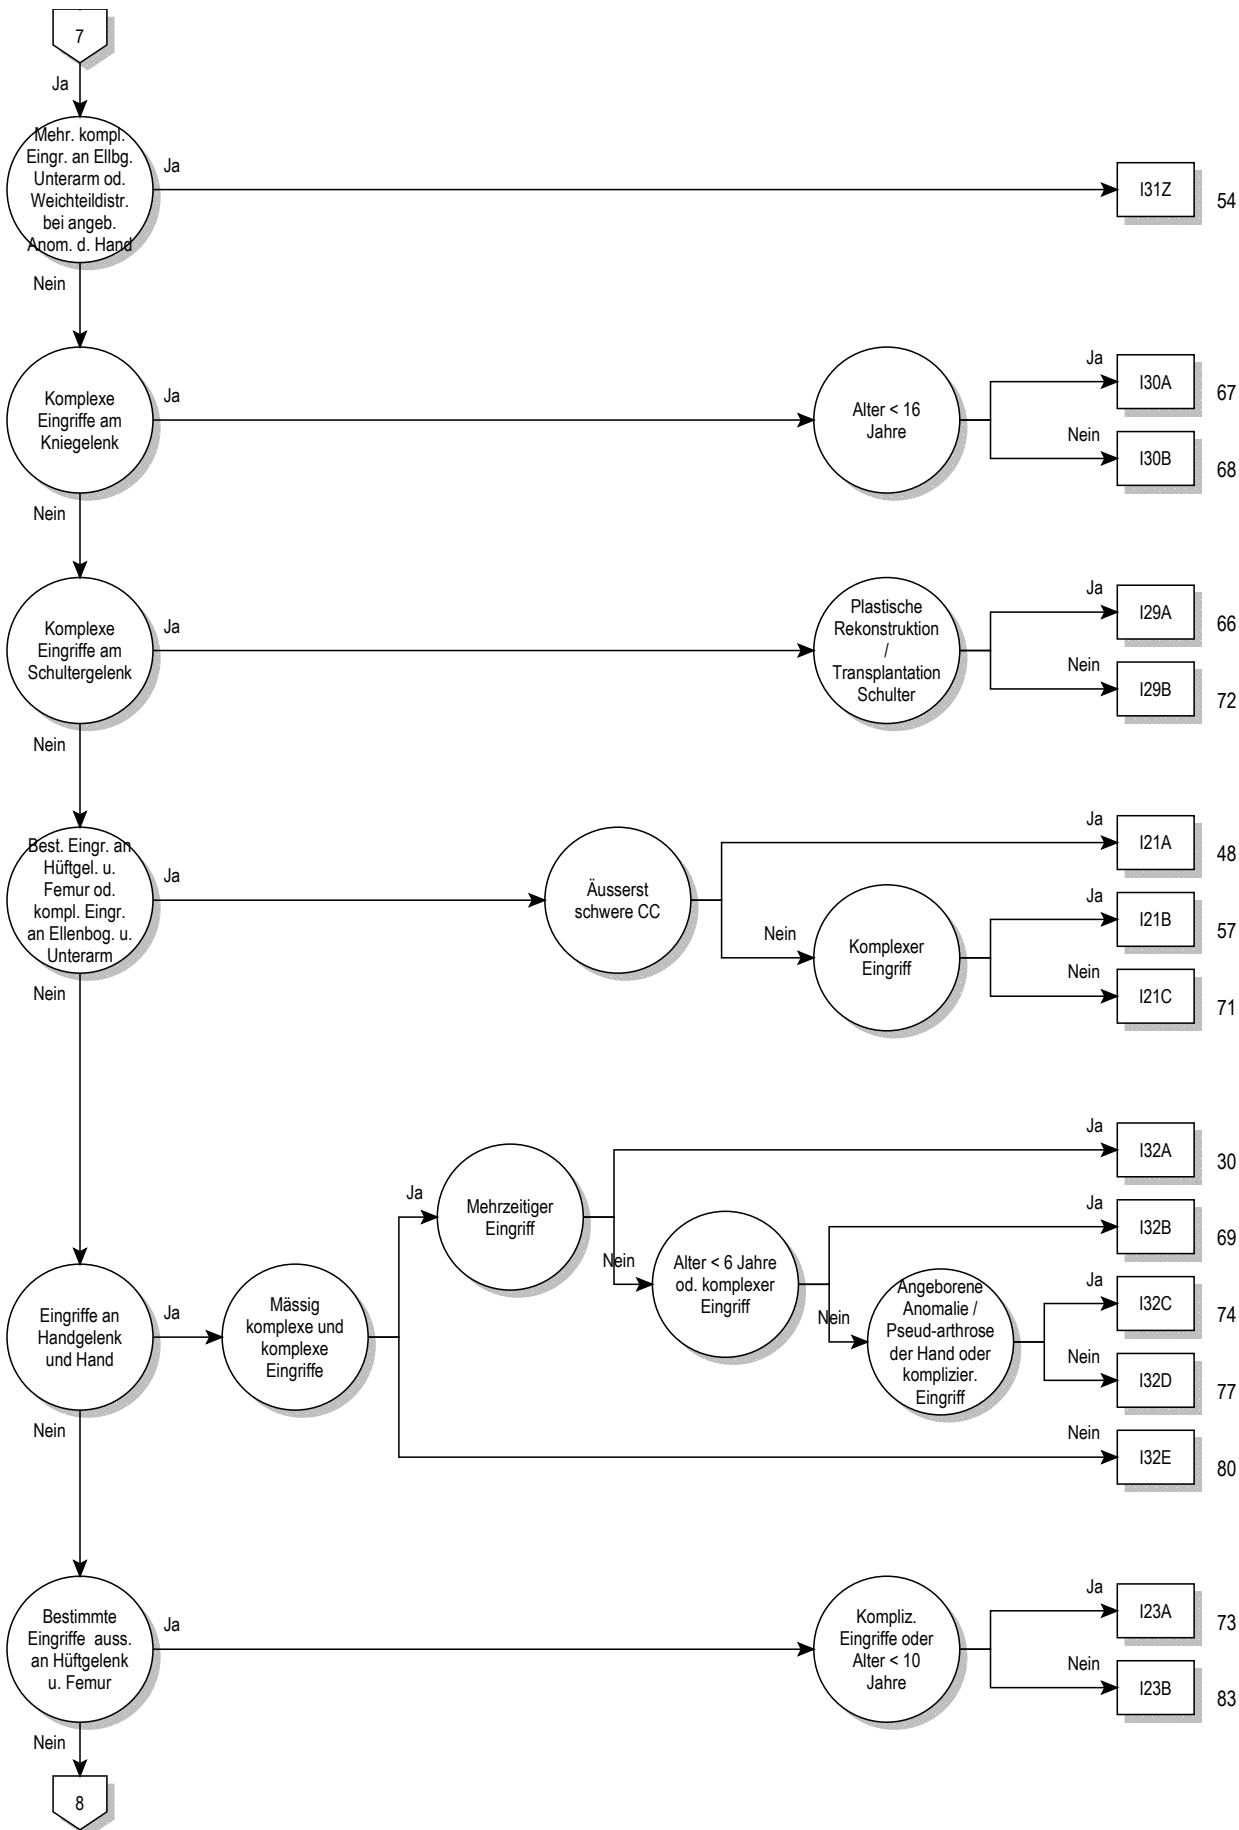 7
Ja
Mehr. kompl.
Eingr. an Ellbg.
Unterarm od.
Weichteildistr.
bei angeb.
Anom. d. Hand
Ja
I31Z
54
Nein
Komplexe
Eingriffe am
Kniegelenk
Ja
Alter < 16
Jahre
Ja
I30A
67
Nein
I30B
68
Nein
Komplexe
Eingriffe am
Schultergelenk
Ja
Plastische
Rekonstruktion
/
Transplantation
Schulter
Ja
I29A
66
Nein
I29B
72
Nein
Best. Eingr. an
Hüftgel. u.
Femur od.
kompl. Eingr.
an Ellenbog. u.
Unterarm
Ja
Äusserst
schwere CC
Ja
I21A
48
Nein
Komplexer
Eingriff
Ja
I21B
57
Nein
I21C
71
Nein
Eingriffe an
Handgelenk
und Hand
Ja
Mässig
komplexe und
komplexe
Eingriffe
Ja
Mehrzeitiger
Eingriff
Ja
I32A
30
Nein
Alter < 6 Jahre
od. komplexer
Eingriff
Ja
I32B
69
Nein
Angeborene
Anomalie /
Pseud-arthrose
der Hand oder
komplizier.
Eingriff
Ja
I32C
74
Nein
I32D
77
Nein
I32E
80
Nein
Bestimmte
Eingriffe auss.
an Hüftgelenk
u. Femur
Ja
Kompliz.
Eingriffe oder
Alter < 10
Jahre
Ja
I23A
73
Nein
I23B
83
Nein
8